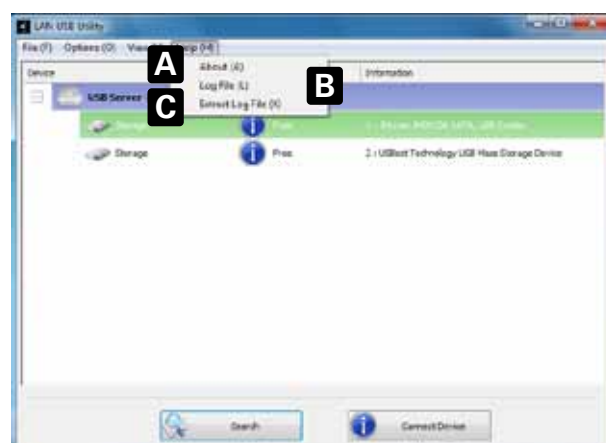 LAN USB Utility
File (F) Options (O) View Help (H)
A About (A)
Log File (L) B
C Extract Log File (X)
Device Information
USB Server
Storage Free 1 :
Storage Free 2 : USBest Technology USB Mass Storage Device
Search Connect Device